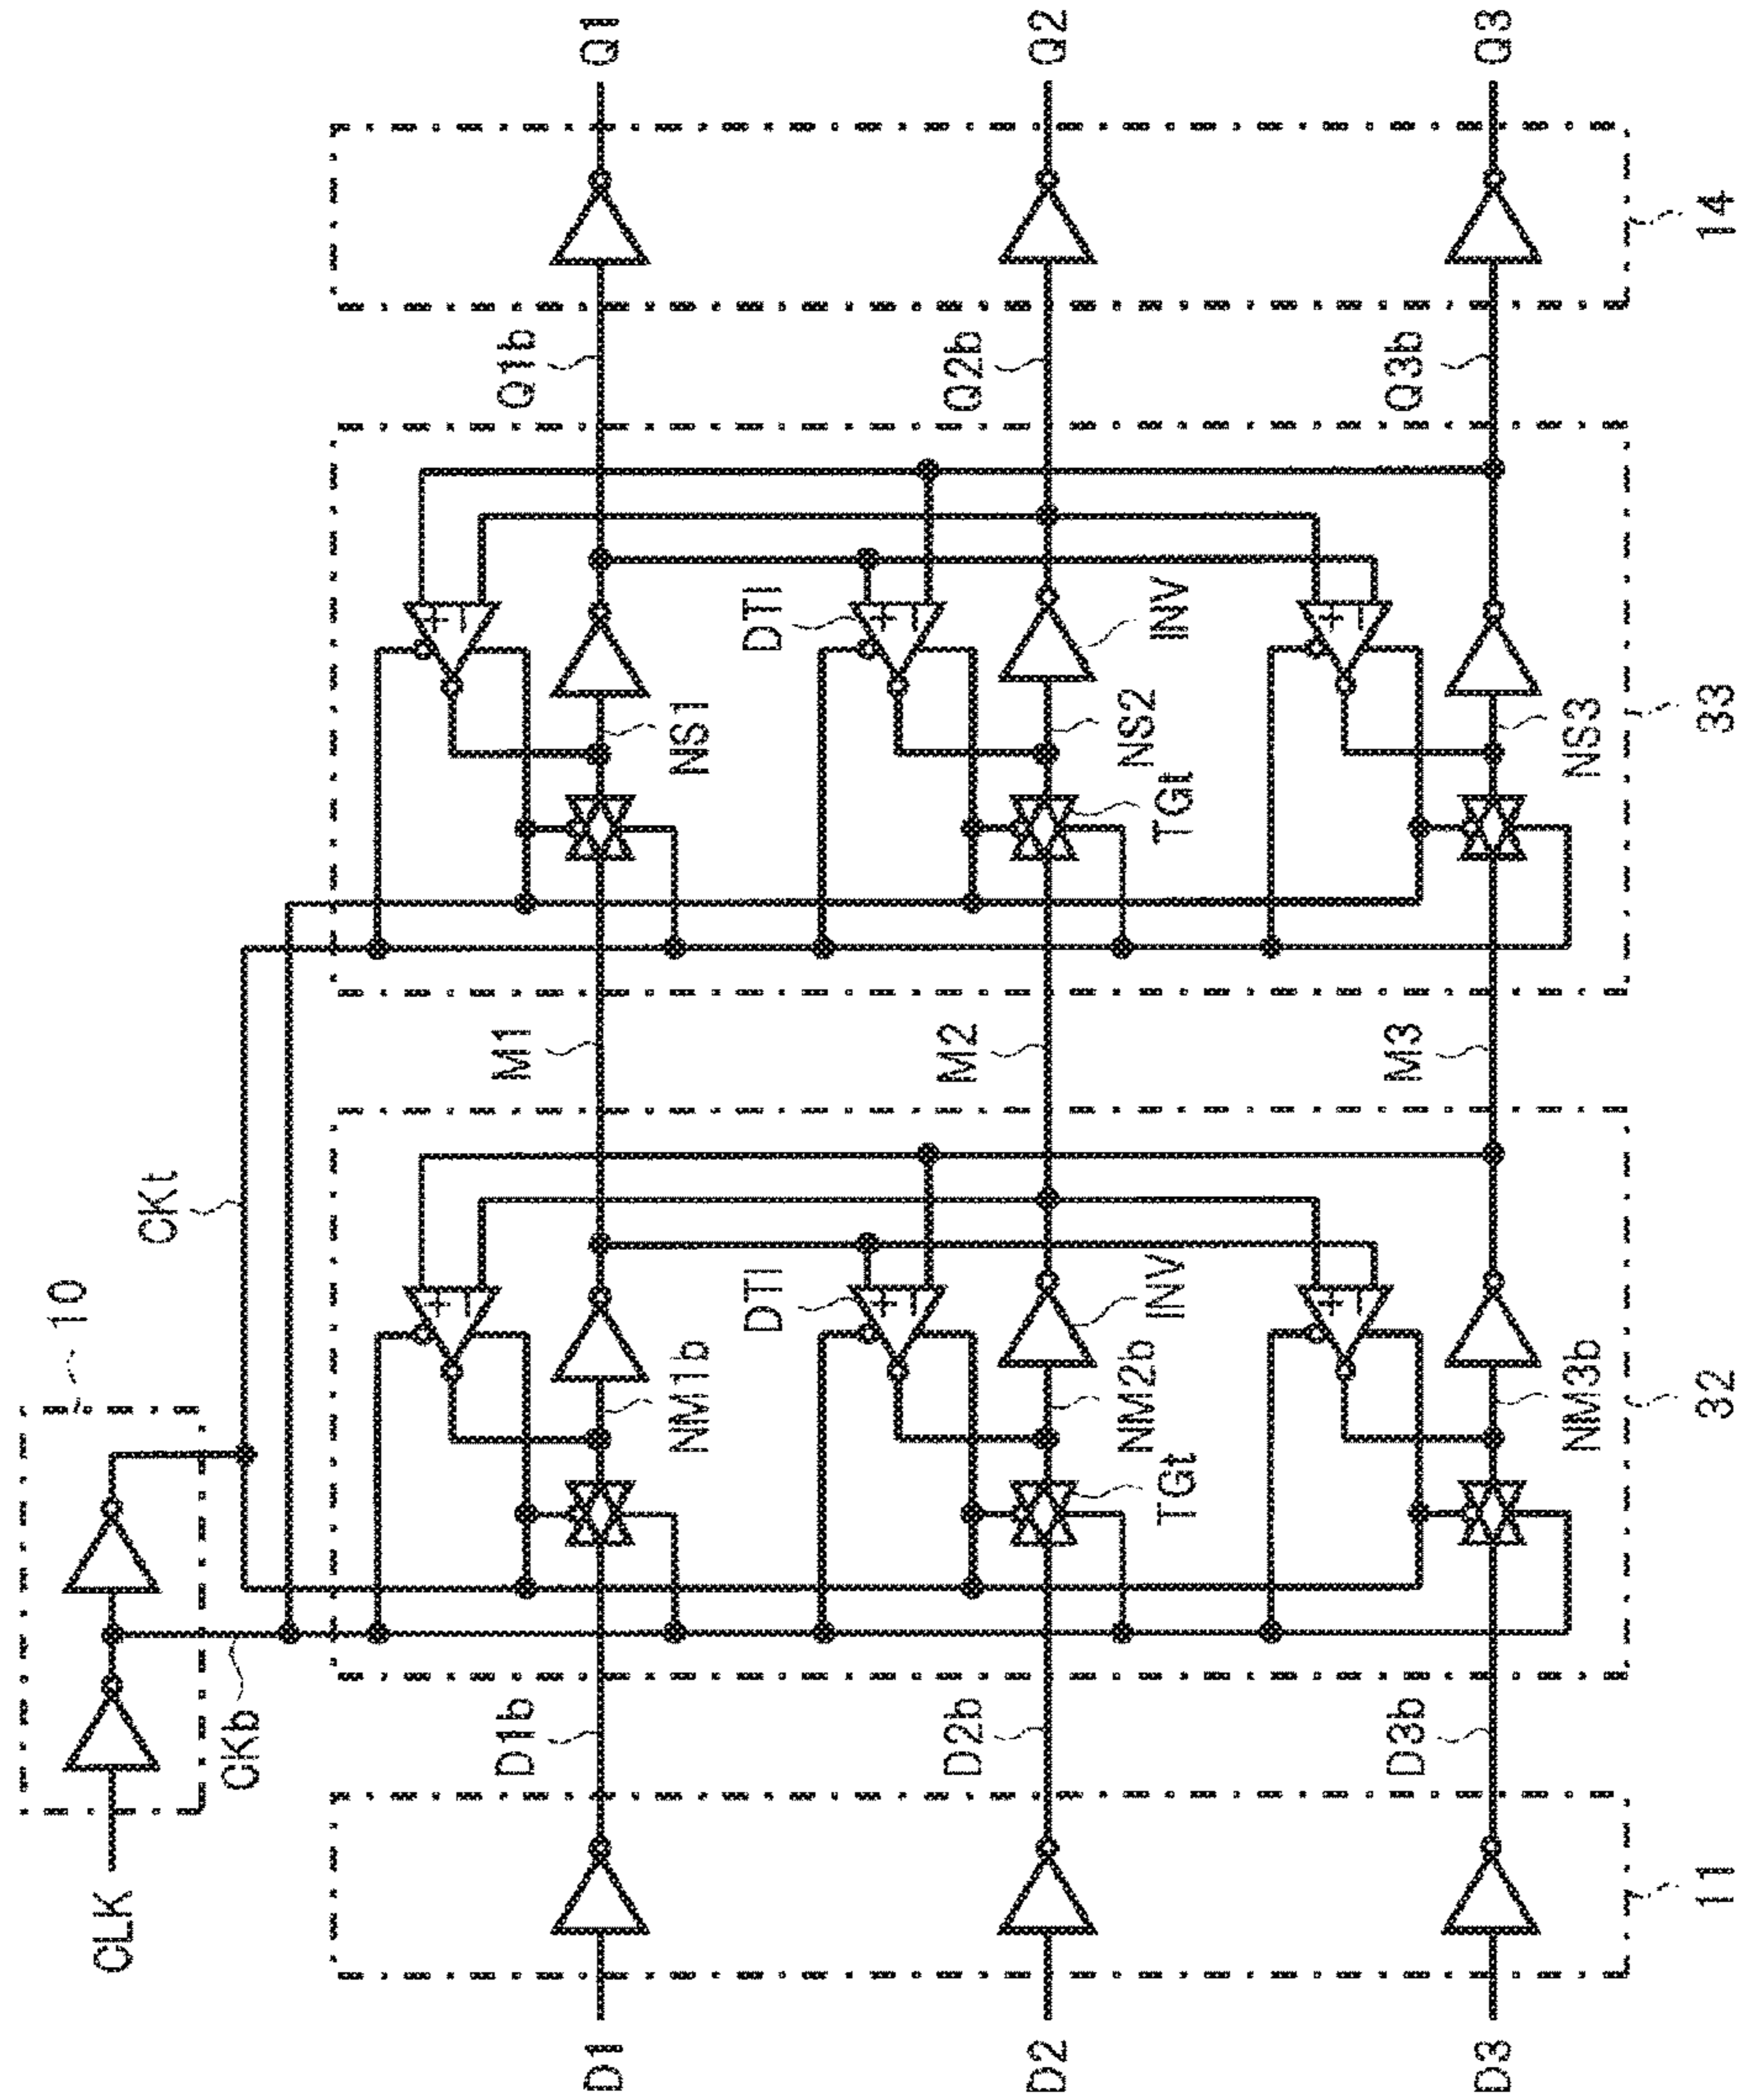 CLK
10
CKb
CKt
D1
D1b
NM1b
M1
NS1
Q1b
Q1
DTI
DTI
D2
D2b
TGt
NM2b
INV
M2
TGt
NS2
INV
Q2b
Q2
D3
D3b
NM3b
M3
NS3
Q3b
Q3
11
32
33
14
+
−
+
−
+
−
+
−
+
−
+
−